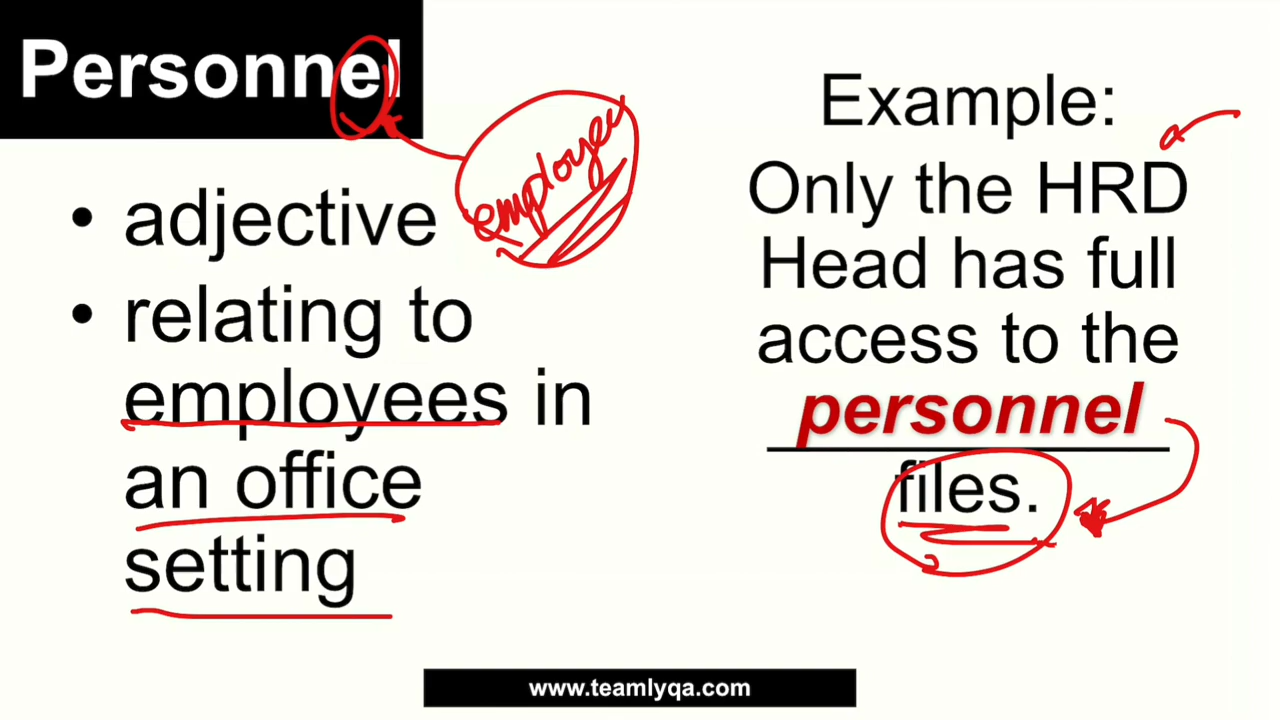 Personnel
employee
• adjective
• relating to
employees in
an office
setting
Example:
Only the HRD
Head has full
access to the
personnel
files.
www.teamlyqa.com